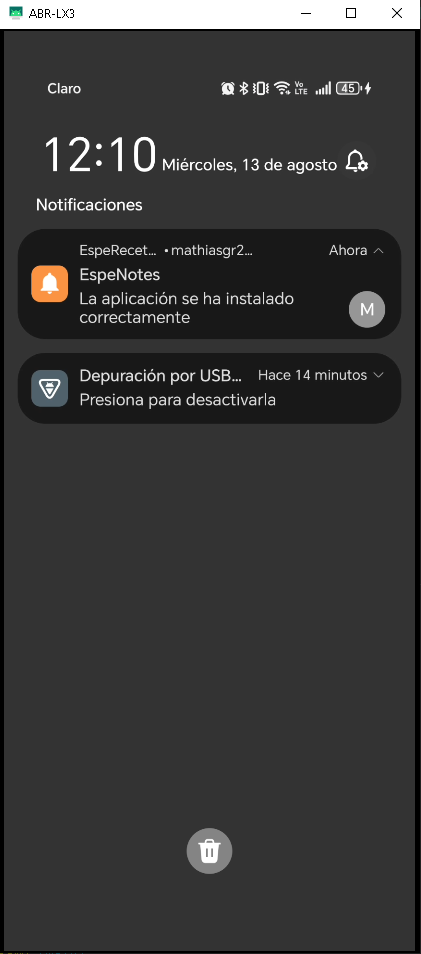 ABR-LX3
Claro
Vo
LTE
45
12:10 Miércoles, 13 de agosto
Notificaciones
EspeRecet... • mathiasgr2... Ahora
EspeNotes
La aplicación se ha instalado
correctamente
M
Depuración por USB... Hace 14 minutos
Presiona para desactivarla